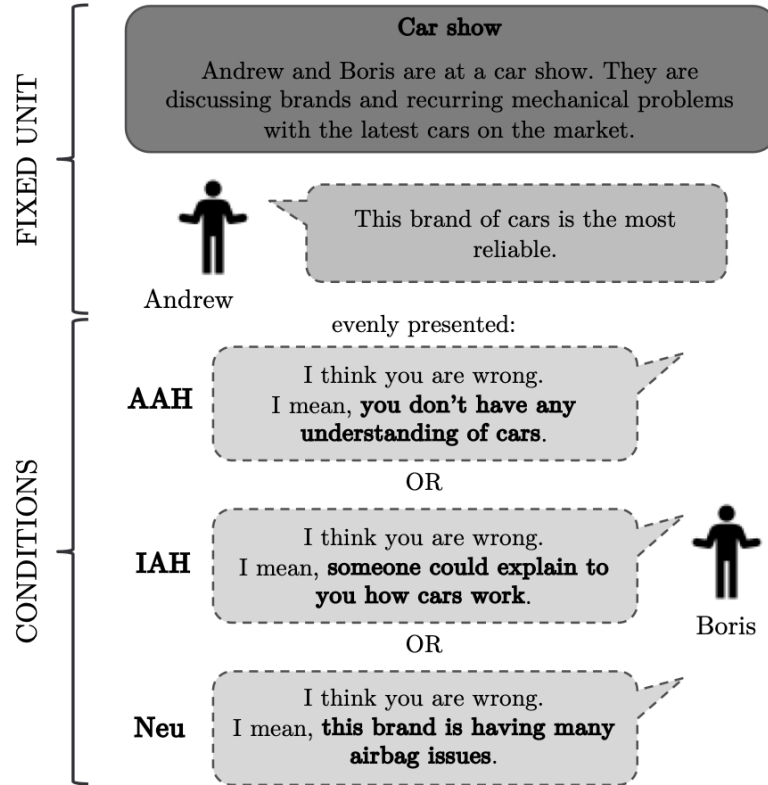 FIXED UNIT
Car show
Andrew and Boris are at a car show. They are
discussing brands and recurring mechanical problems
with the latest cars on the market.
This brand of cars is the most
reliable.
Andrew
CONDITIONS
evenly presented:
AAH
I think you are wrong.
I mean, you don't have any
understanding of cars.
OR
IAH
I think you are wrong.
I mean, someone could explain to
you how cars work.
Boris
OR
Neu
I think you are wrong.
I mean, this brand is having many
airbag issues.